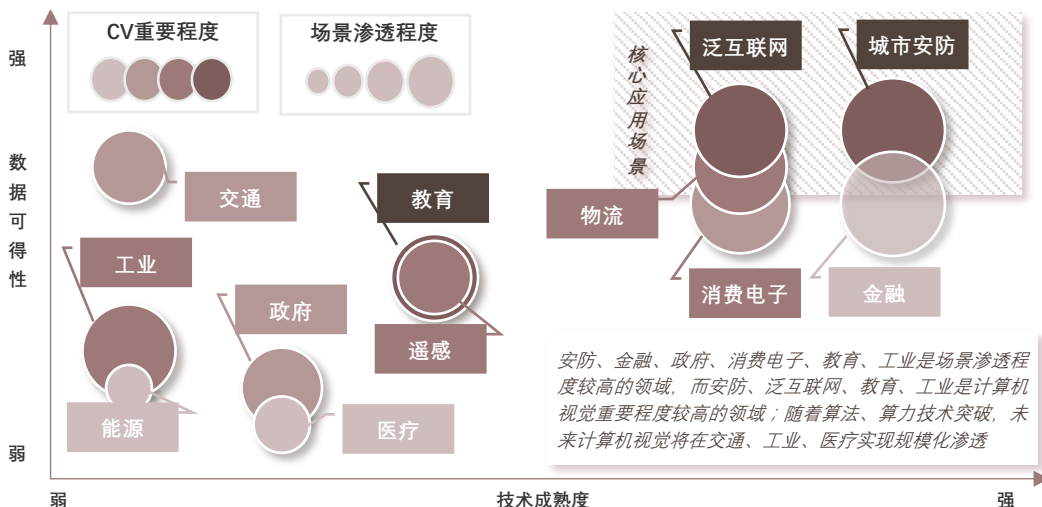 CV重要程度
场景渗透程度
强
数据可得性
弱
核心应用场景
泛互联网
城市安防
交通
教育
物流
工业
政府
消费电子
金融
遥感
能源
医疗
安防、金融、政府、消费电子、教育、工业是场景渗透程
度较高的领域，而安防、泛互联网、教育、工业是计算机
视觉重要程度较高的领域；随着算法、算力技术突破，未
来计算机视觉将在交通、工业、医疗实现规模化渗透
弱
技术成熟度
强